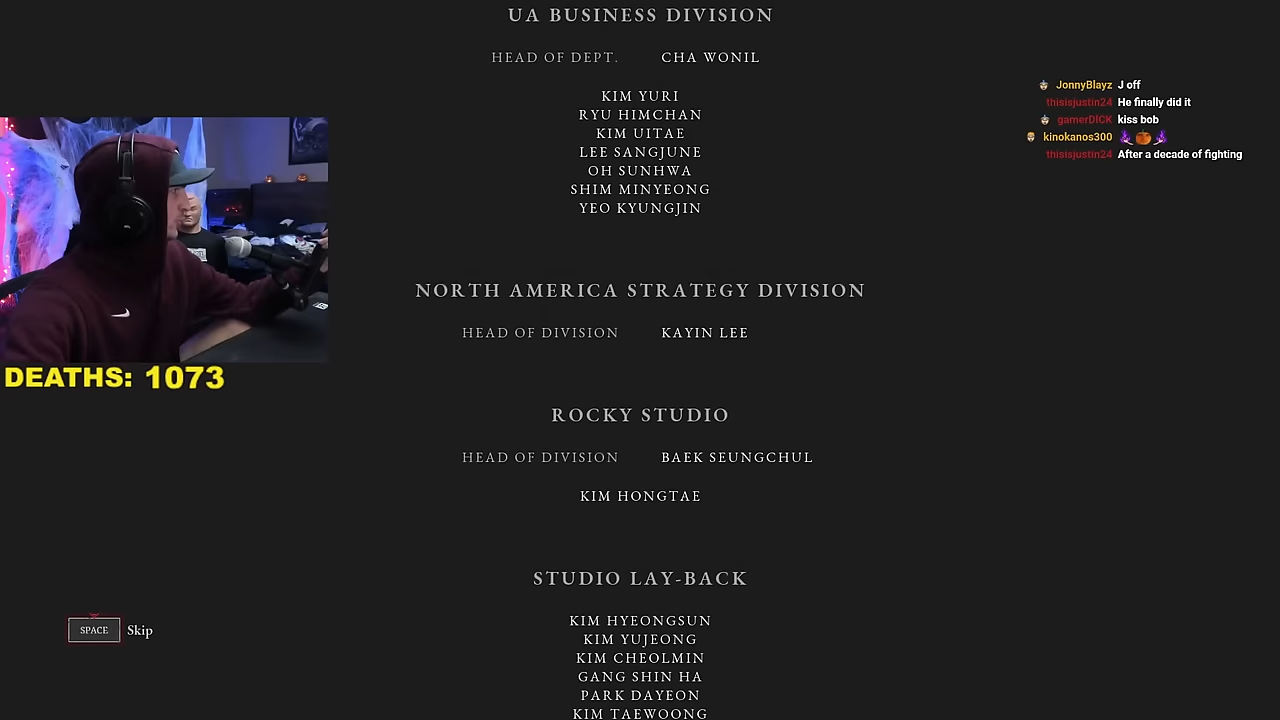 UA BUSINESS DIVISION
HEAD OF DEPT. CHA WONIL
KIM YURI
RYU HIMCHAN
KIM UITAE
LEE SANGJUNE
OH SUNHWA
SHIM MINYEONG
YEO KYUNGJIN
NORTH AMERICA STRATEGY DIVISION
HEAD OF DIVISION KAYIN LEE
ROCKY STUDIO
HEAD OF DIVISION BAEK SEUNGCHUL
KIM HONGTAE
STUDIO LAY-BACK
KIM HYEONGSUN
KIM YUJEONG
KIM CHEOLMIN
GANG SHIN HA
PARK DAYEON
KIM TAEWOONG
JonnyBlayz J off
thisisjustin24 He finally did it
gamerDICK kiss bob
kinokanos300
thisisjustin24 After a decade of fighting
DEATHS: 1073
SPACE Skip